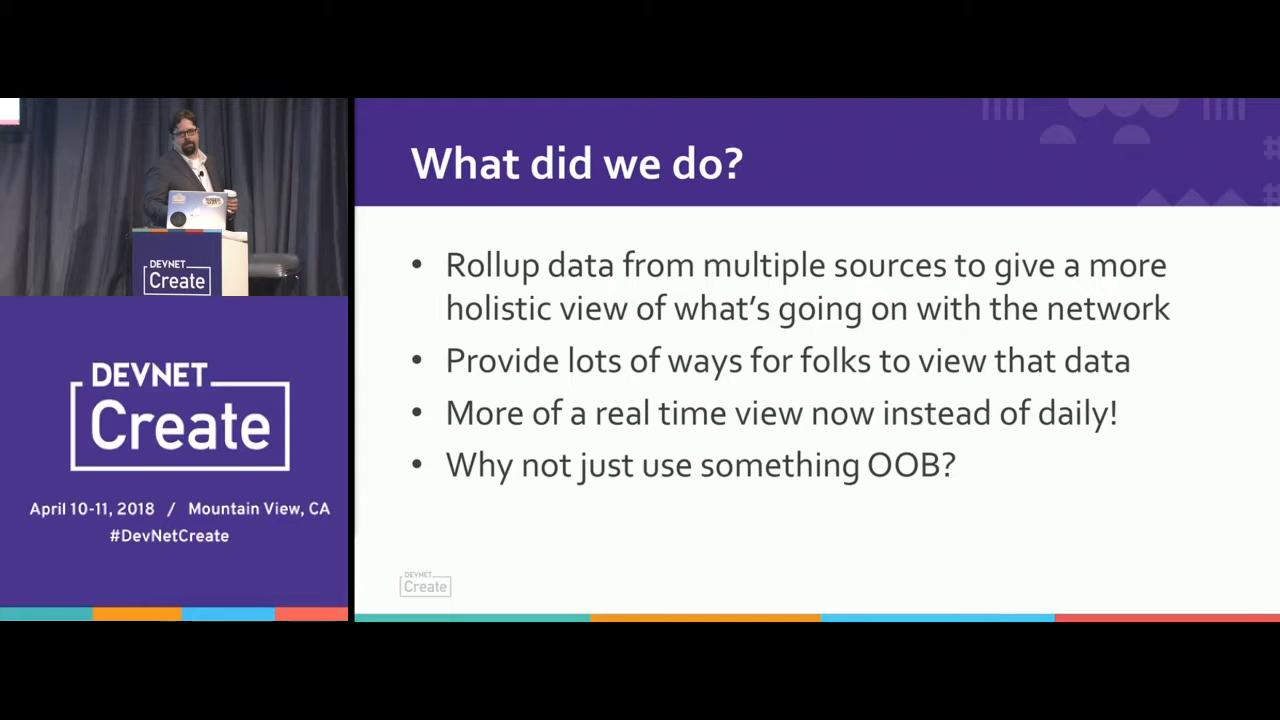 What did we do?
• Rollup data from multiple sources to give a more
holistic view of what's going on with the network
• Provide lots of ways for folks to view that data
• More of a real time view now instead of daily!
• Why not just use something OOB?
DEVNET
Create
DEVNET
Create
April 10-11, 2018 / Mountain View, CA
#DevNetCreate
DEVNET
Create